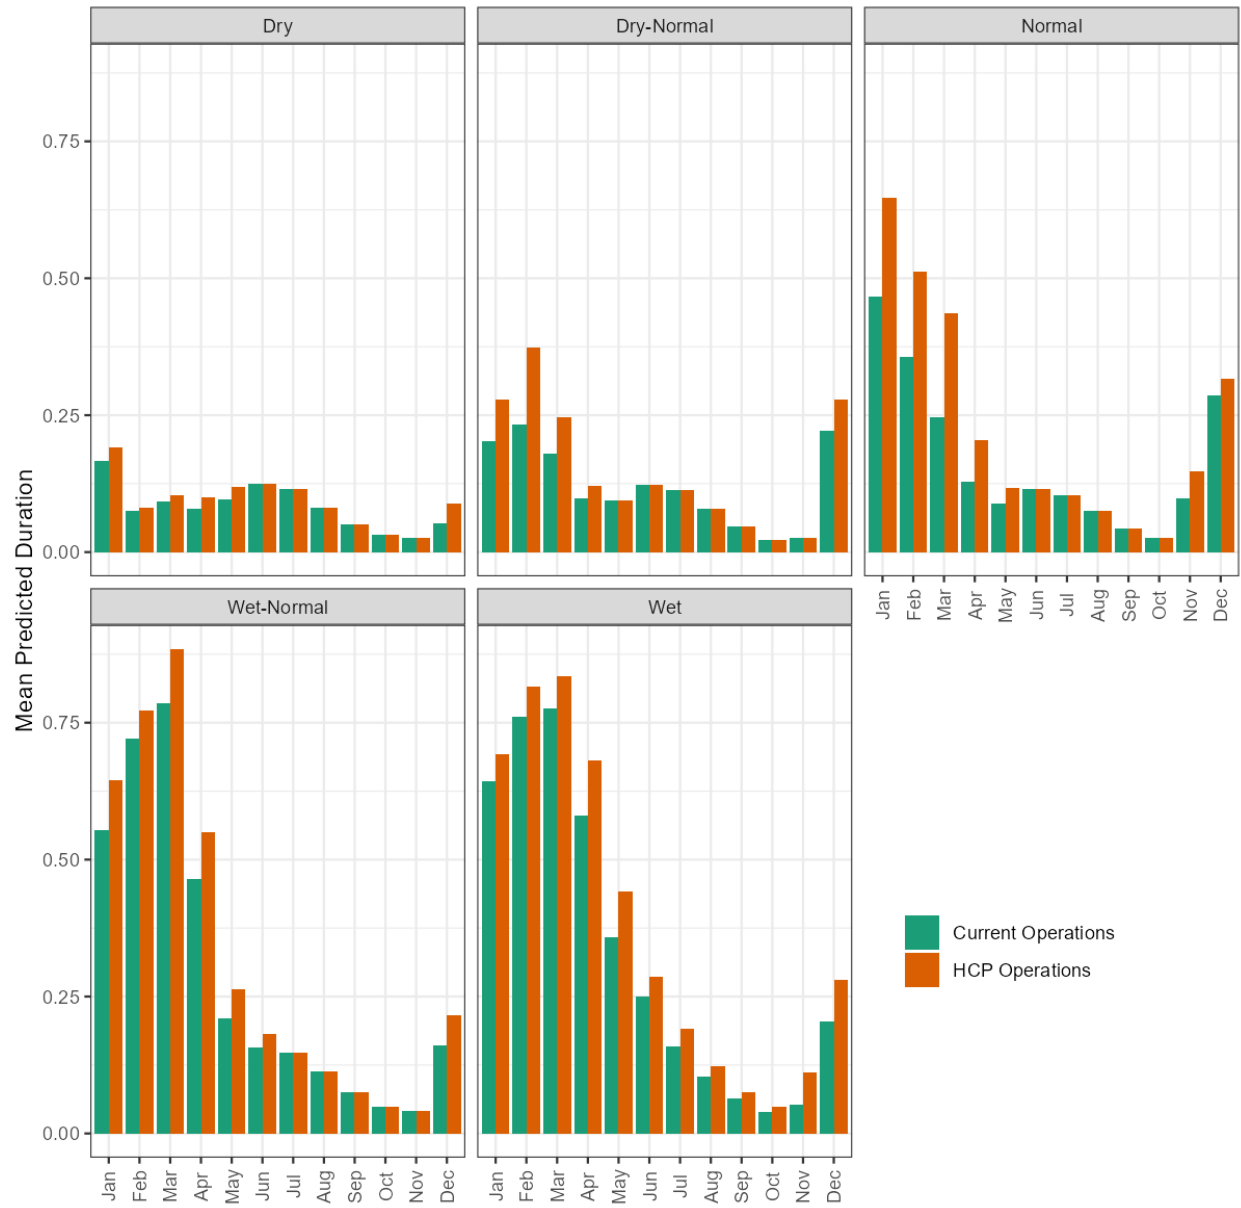 Dry
Dry-Normal
Normal
0.75
0.50
0.25
0.00
Jan Feb Mar Apr May Jun Jul Aug Sep Oct Nov Dec
Mean Predicted Duration
Wet-Normal
Wet
0.75
0.50
0.25
0.00
Jan Feb Mar Apr May Jun Jul Aug Sep Oct Nov Dec
Jan Feb Mar Apr May Jun Jul Aug Sep Oct Nov Dec
Current Operations
HCP Operations